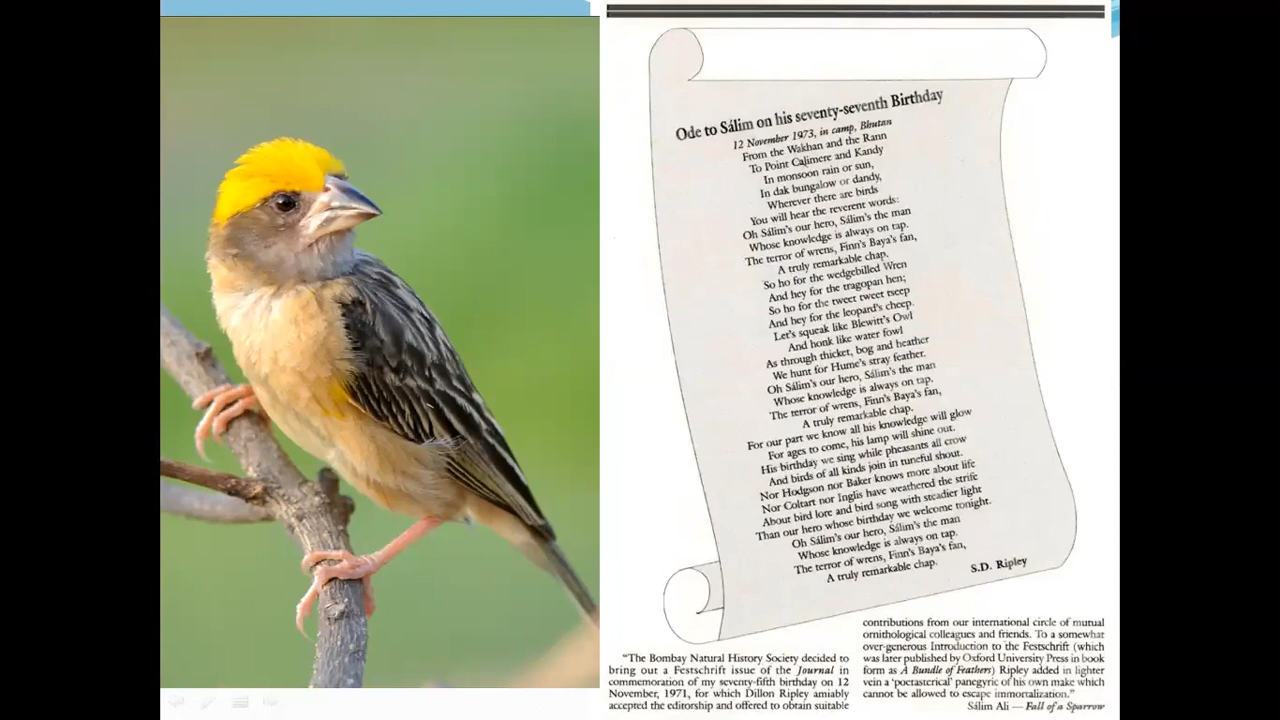 Ode to Sálim on his seventy-seventh Birthday
12 November 1973, in camp, Bhutan
From the Wakhan and the Rann
To Point Calimere and Kandy
In monsoon rain or sun,
In dak bungalow or dandy,
Wherever there are birds
You will hear the reverent words:
Oh Sálim's our hero, Sálim's the man
Whose knowledge is always on tap.
The terror of wrens, Finn's Baya's fan,
A truly remarkable chap.
So ho for the wedgebilled Wren
And hey for the tragopan hen;
So ho for the tweet tweet tseep
And hey for the leopard's cheep.
Let's squeak like Blewitt's Owl
And honk like water fowl
As through thicket, bog and heather
We hunt for Hume's stray feather.
Oh Sálim's our hero, Sálim's the man
Whose knowledge is always on tap.
The terror of wrens, Finn's Baya's fan,
A truly remarkable chap.
For our part we know all his knowledge will glow
For ages to come, his lamp will shine out.
His birthday we sing while pheasants all crow
And birds of all kinds join in tuneful shout.
Nor Hodgson nor Baker knows more about life
Nor Coltart nor Inglis have weathered the strife
About bird lore and bird song with steadier light
Than our hero whose birthday we welcome tonight.
Oh Sálim's our hero, Sálim's the man
Whose knowledge is always on tap.
The terror of wrens, Finn's Baya's fan,
A truly remarkable chap.
S.D. Ripley
"The Bombay Natural History Society decided to
bring out a Festschrift issue of the Journal in
commemoration of my seventy-fifth birthday on 12
November, 1971, for which Dillon Ripley amiably
accepted the editorship and offered to obtain suitable
contributions from our international circle of mutual
ornithological colleagues and friends. To a somewhat
over-generous Introduction to the Festschrift (which
was later published by Oxford University Press in book
form as A Bundle of Feathers) Ripley added in lighter
vein a 'poetasterical' panegyric of his own make which
cannot be allowed to escape immortalization."
Sálim Ali — Fall of a Sparrow